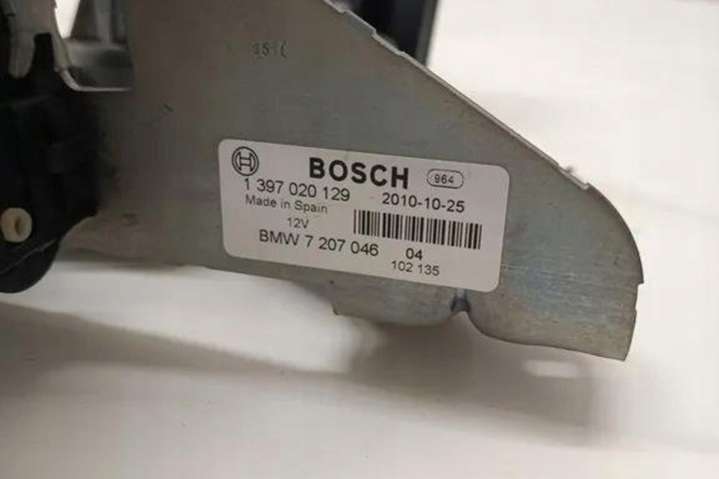 BOSCH 964
1 397 020 129 2010-10-25
Made in Spain
12V
BMW 7 207 046 04
102 135